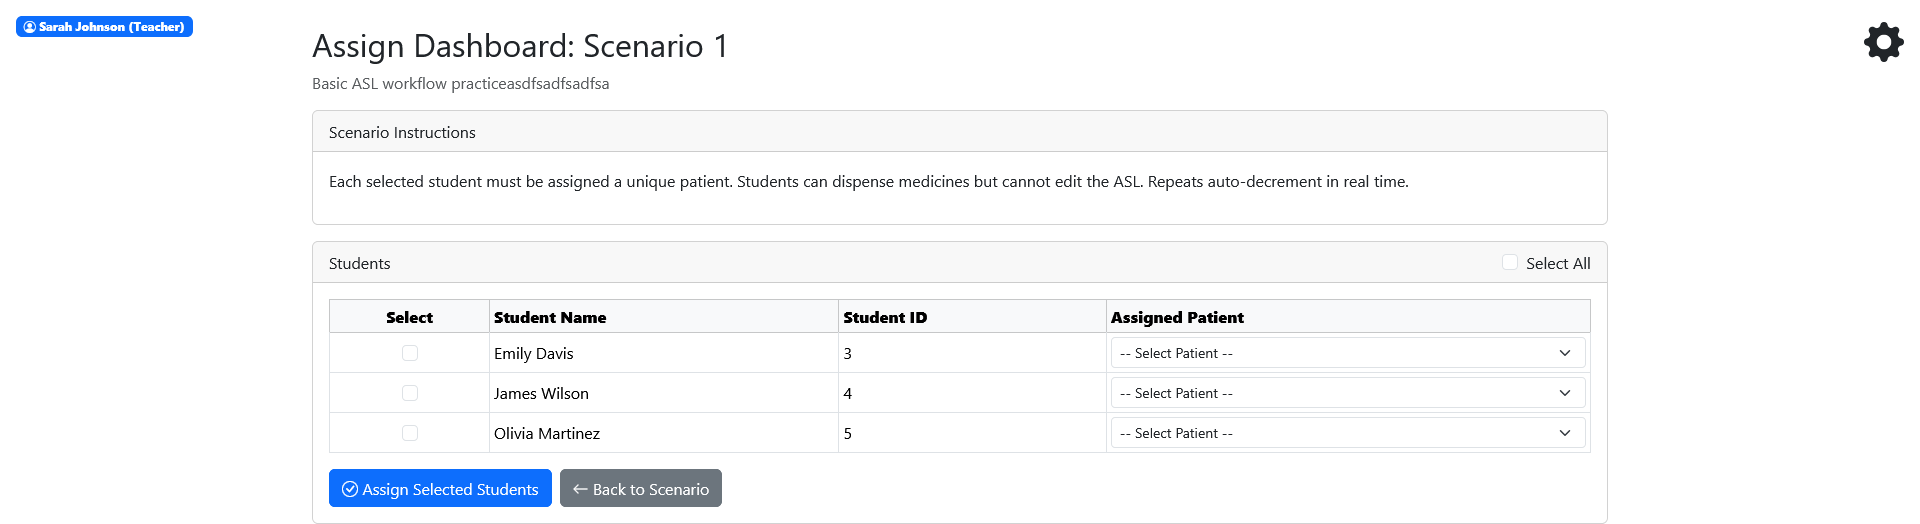 Sarah Johnson (Teacher)
Assign Dashboard: Scenario 1
Basic ASL workflow practiceasdfsadfsadfsa
Scenario Instructions
Each selected student must be assigned a unique patient. Students can dispense medicines but cannot edit the ASL. Repeats auto-decrement in real time.
Students Select All
Select Student Name Student ID Assigned Patient
Emily Davis 3 -- Select Patient --
James Wilson 4 -- Select Patient --
Olivia Martinez 5 -- Select Patient --
Assign Selected Students Back to Scenario